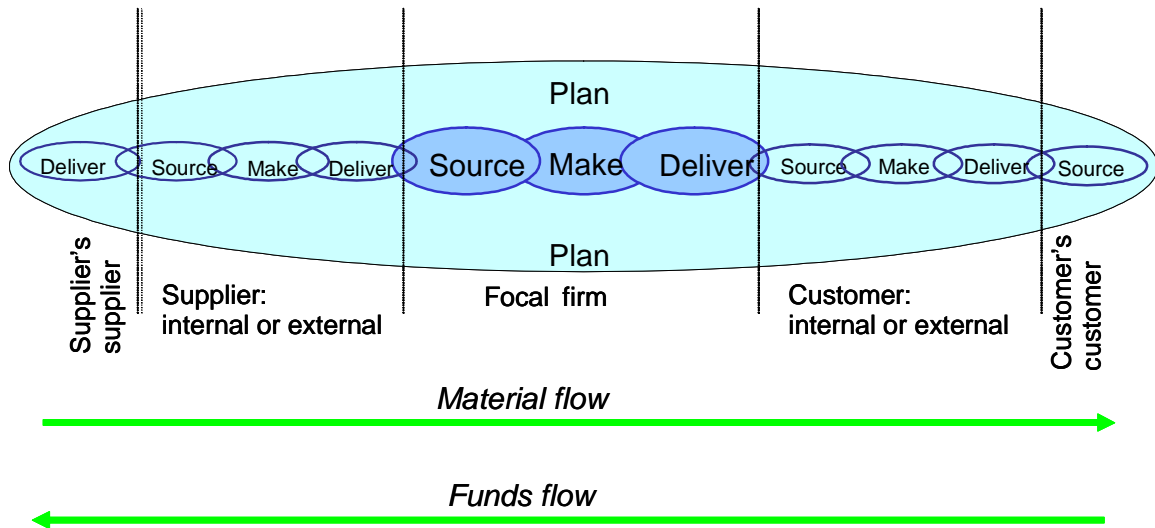 Plan
Deliver
Source
Make
Deliver
Source
Make
Deliver
Source
Make
Deliver
Source
Plan
Supplier's
supplier
Supplier:
internal or external
Focal firm
Customer:
internal or external
Customer's
customer
Material flow
Funds flow